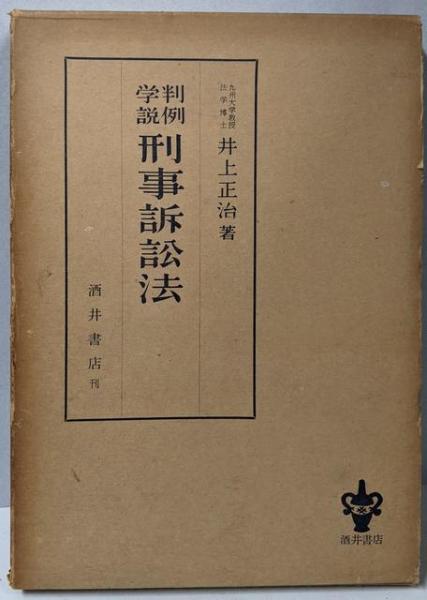 九州大学教授
法学博士
井上正治著
判例
学説
刑事訴訟法
酒井書店刊
酒井書店